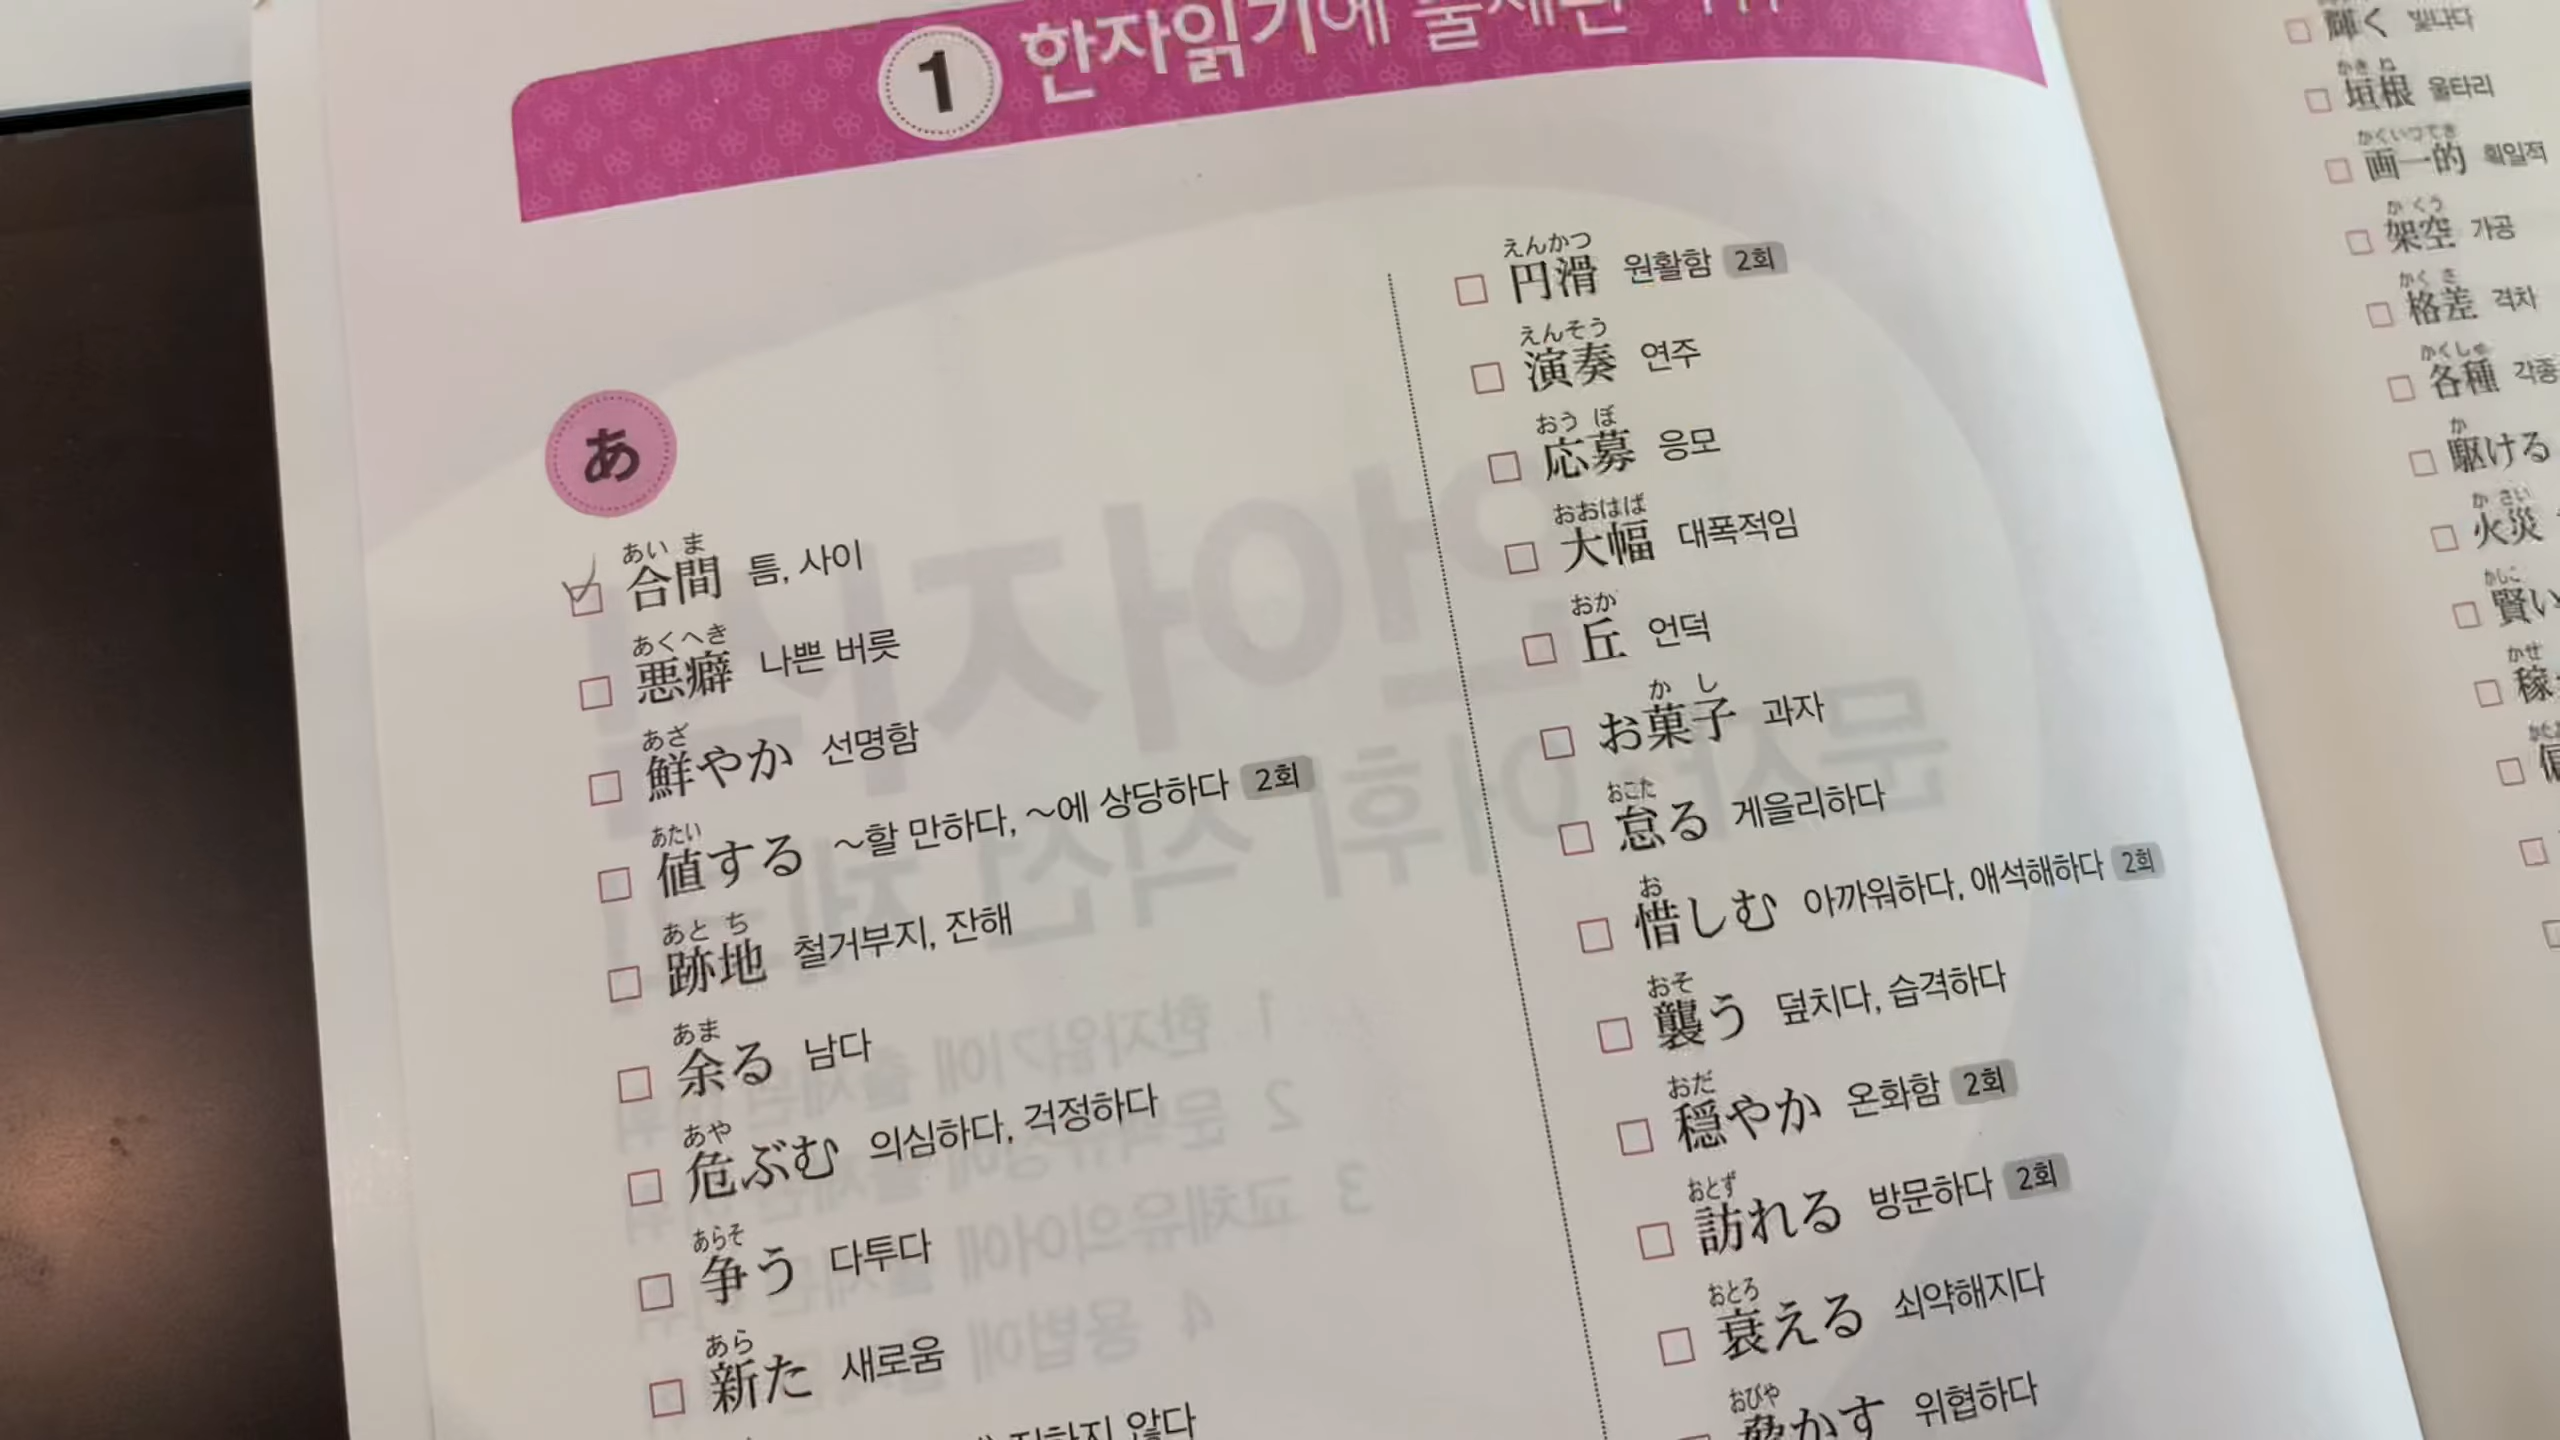 1 한자읽기에 출제된
あ
あいま
合間 틈, 사이
あくへき
悪癖 나쁜 버릇
あざ
鮮やか 선명함
あたい
値する ～할 만하다, ～에 상당하다 2회
あとち
跡地 철거부지, 잔해
あま
余る 남다
あや
危ぶむ 의심하다, 걱정하다
あらそ
争う 다투다
あら
新た 새로움
하지 않다
えんかつ
円滑 원활함 2회
えんそう
演奏 연주
おうぼ
応募 응모
おおはば
大幅 대폭적임
おか
丘 언덕
かし
お菓子 과자
おこた
怠る 게을리하다
お
惜しむ 아까워하다, 애석해하다 2회
おそ
襲う 덮치다, 습격하다
おだ
穏やか 온화함 2회
おとず
訪れる 방문하다 2회
おとろ
衰える 쇠약해지다
おびや
脅かす 위협하다
輝く 빛나다
かきね
垣根 울타리
かくいつてき
画一的 획일적
かくう
架空 가공
かくさ
格差 격차
かくしゅ
各種 각종
か
駆ける
かさい
火災
かしこ
賢い
かせ
稼